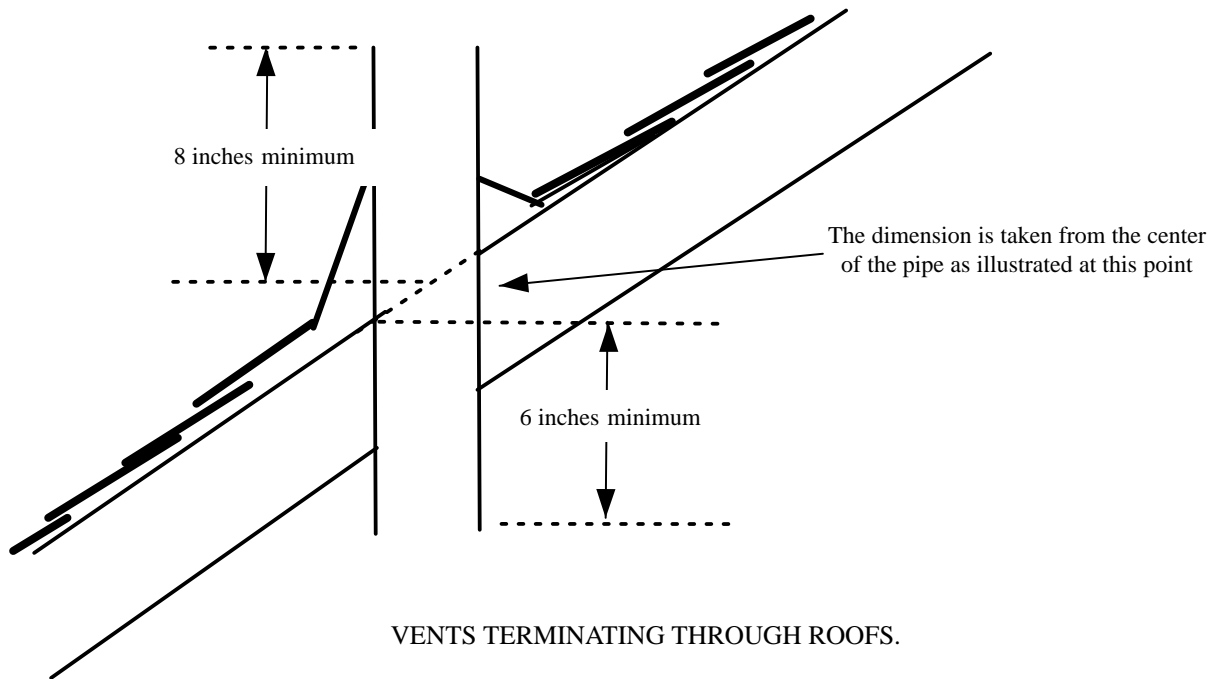 8 inches minimum
The dimension is taken from the center
of the pipe as illustrated at this point
6 inches minimum
VENTS TERMINATING THROUGH ROOFS.